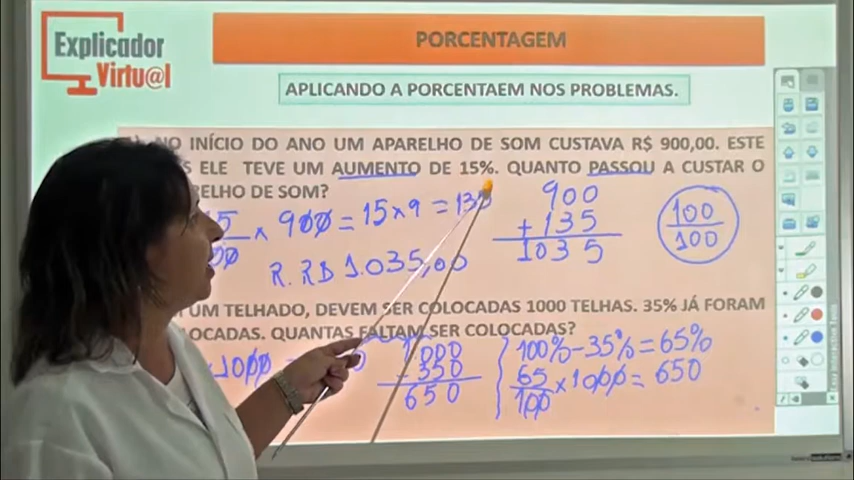 Explicador
Virtu@l
PORCENTAGEM
APLICANDO A PORCENTAEM NOS PROBLEMAS.
NO INÍCIO DO ANO UM APARELHO DE SOM CUSTAVA R$ 900,00. ESTE
ELE TEVE UM AUMENTO DE 15%. QUANTO PASSOU A CUSTAR O
DE SOM?
× 900 = 15×9 = 135
R. R$ 1.035,00
900
+ 135
1035
100
100
UM TELHADO, DEVEM SER COLOCADAS 1000 TELHAS. 35% JÁ FORAM
QUANTAS FALTAM SER COLOCADAS?
× 1000 =
1000
- 350
650
100% - 35% = 65%
65/100 × 1000 = 650